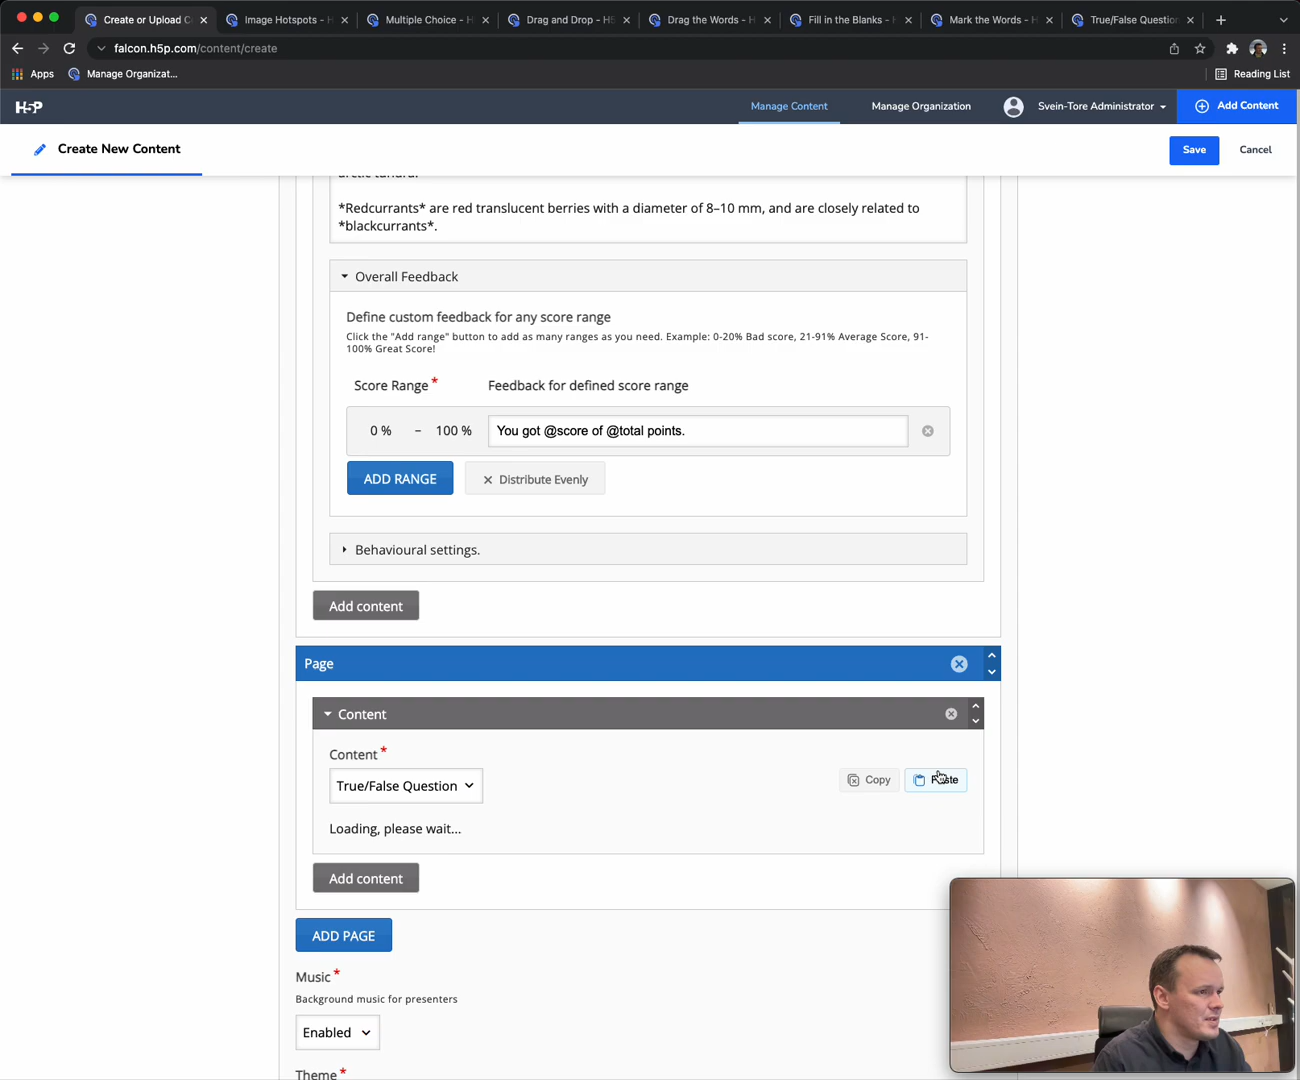 Create or Upload C
Image Hotspots - H
Multiple Choice - H
Drag and Drop - H5
Drag the Words - H
Fill in the Blanks - H
Mark the Words - H
True/False Question
falcon.h5p.com/content/create
Apps
Manage Organizat...
Reading List
H5P
Manage Content
Manage Organization
Svein-Tore Administrator
Add Content
Create New Content
Save
Cancel
arctic tundra.
*Redcurrants* are red translucent berries with a diameter of 8–10 mm, and are closely related to
*blackcurrants*.
Overall Feedback
Define custom feedback for any score range
Click the "Add range" button to add as many ranges as you need. Example: 0-20% Bad score, 21-91% Average Score, 91-
100% Great Score!
Score Range*
Feedback for defined score range
0 % – 100 %
You got @score of @total points.
ADD RANGE
Distribute Evenly
Behavioural settings.
Add content
Page
Content
Content*
True/False Question
Copy
Paste
Loading, please wait...
Add content
ADD PAGE
Music*
Background music for presenters
Enabled
Theme*